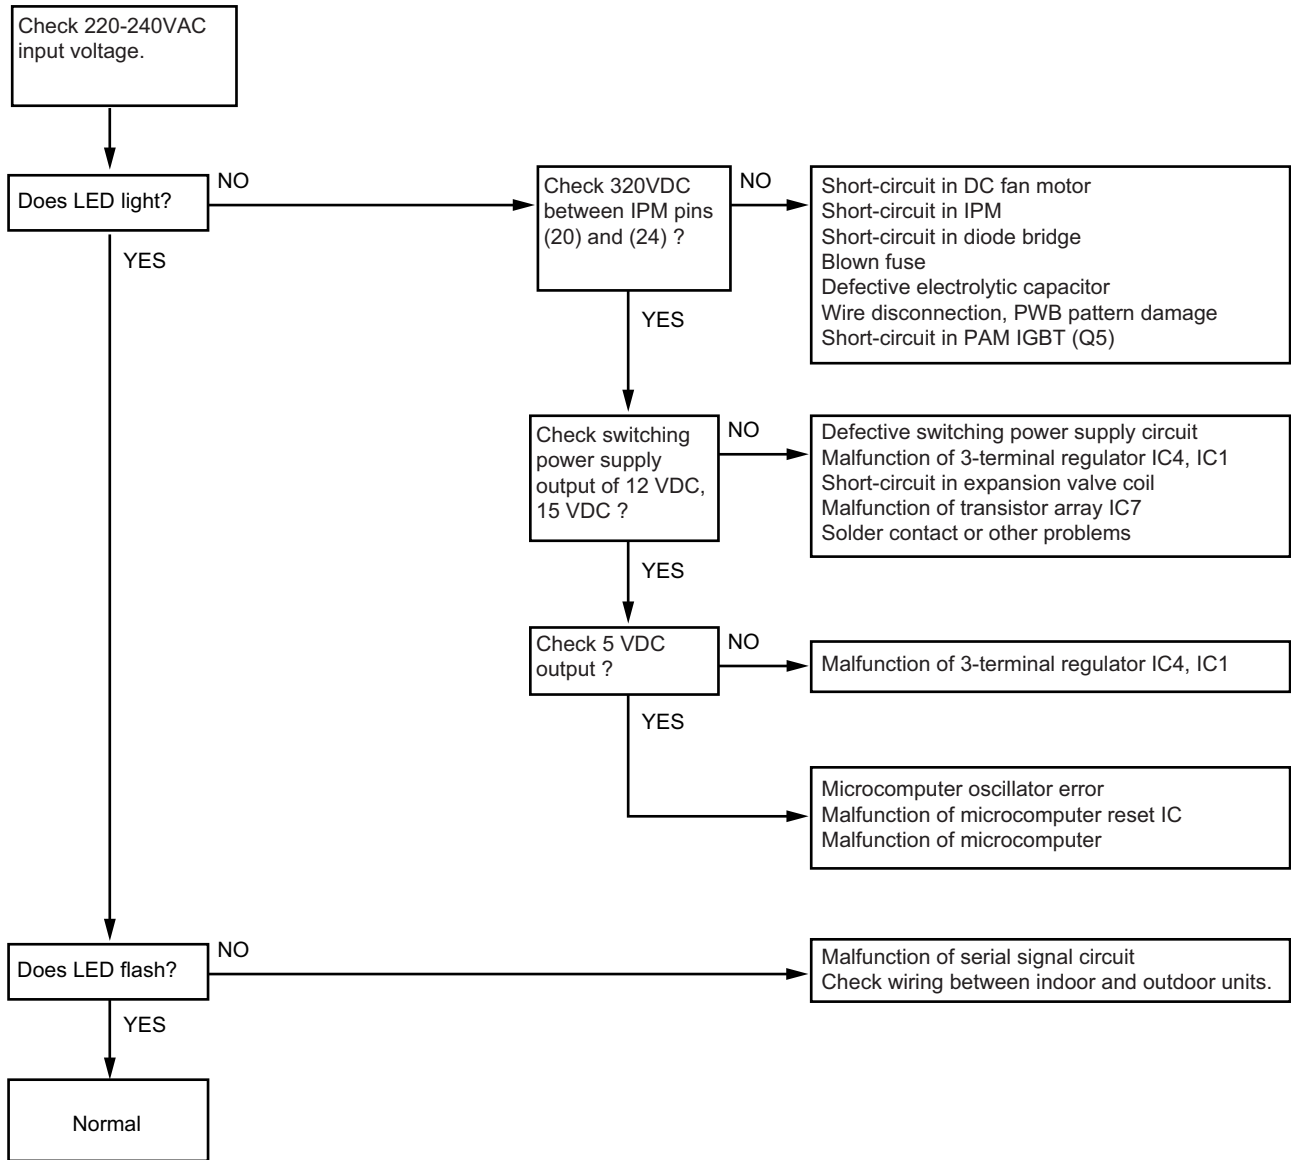 Check 220-240VAC
input voltage.
Does LED light?
NO
YES
Check 320VDC
between IPM pins
(20) and (24) ?
NO
YES
Short-circuit in DC fan motor
Short-circuit in IPM
Short-circuit in diode bridge
Blown fuse
Defective electrolytic capacitor
Wire disconnection, PWB pattern damage
Short-circuit in PAM IGBT (Q5)
Check switching
power supply
output of 12 VDC,
15 VDC ?
NO
YES
Defective switching power supply circuit
Malfunction of 3-terminal regulator IC4, IC1
Short-circuit in expansion valve coil
Malfunction of transistor array IC7
Solder contact or other problems
Check 5 VDC
output ?
NO
YES
Malfunction of 3-terminal regulator IC4, IC1
Microcomputer oscillator error
Malfunction of microcomputer reset IC
Malfunction of microcomputer
Does LED flash?
NO
YES
Malfunction of serial signal circuit
Check wiring between indoor and outdoor units.
Normal